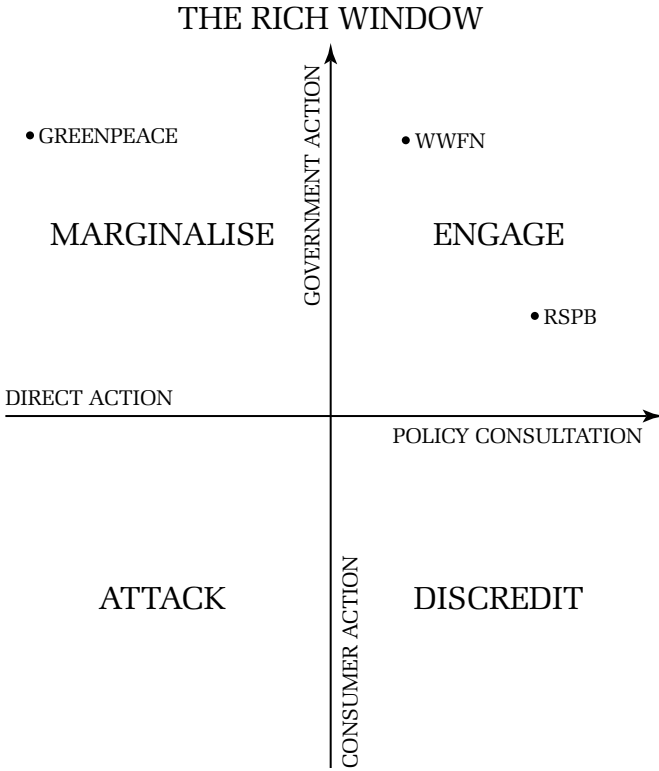 THE RICH WINDOW
GOVERNMENT ACTION
GREENPEACE
WWFN
MARGINALISE
ENGAGE
RSPB
DIRECT ACTION
POLICY CONSULTATION
CONSUMER ACTION
ATTACK
DISCREDIT